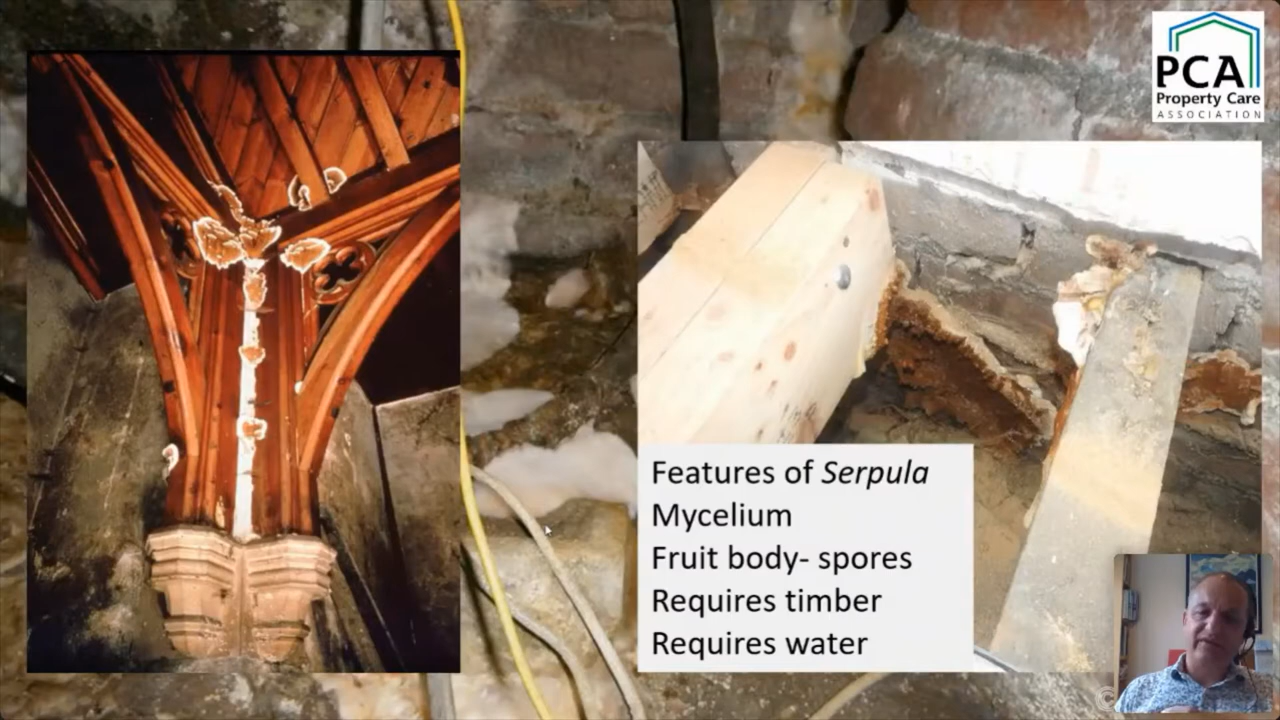 PCA
Property Care
ASSOCIATION
Features of Serpula
Mycelium
Fruit body- spores
Requires timber
Requires water